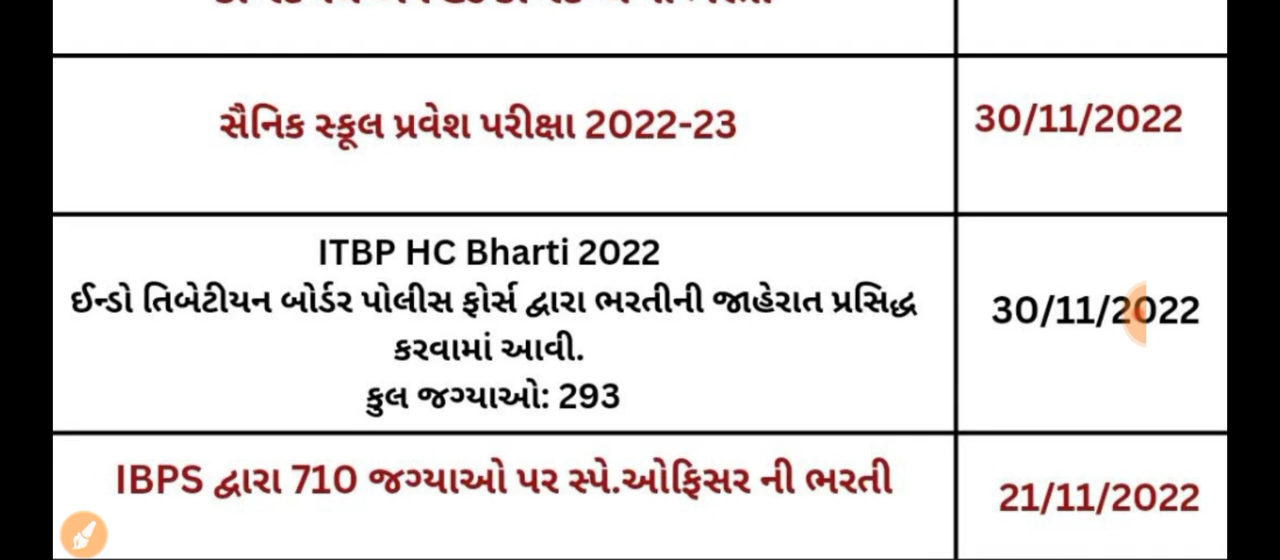 સૈનિક સ્કૂલ પ્રવેશ પરીક્ષા 2022-23
30/11/2022
ITBP HC Bharti 2022
ઈન્ડો તિબેટીયન બોર્ડર પોલીસ ફોર્સ દ્વારા ભરતીની જાહેરાત પ્રસિદ્ધ
કરવામાં આવી.
કુલ જગ્યાઓ: 293
30/11/2022
IBPS દ્વારા 710 જગ્યાઓ પર સ્પે.ઓફિસર ની ભરતી
21/11/2022